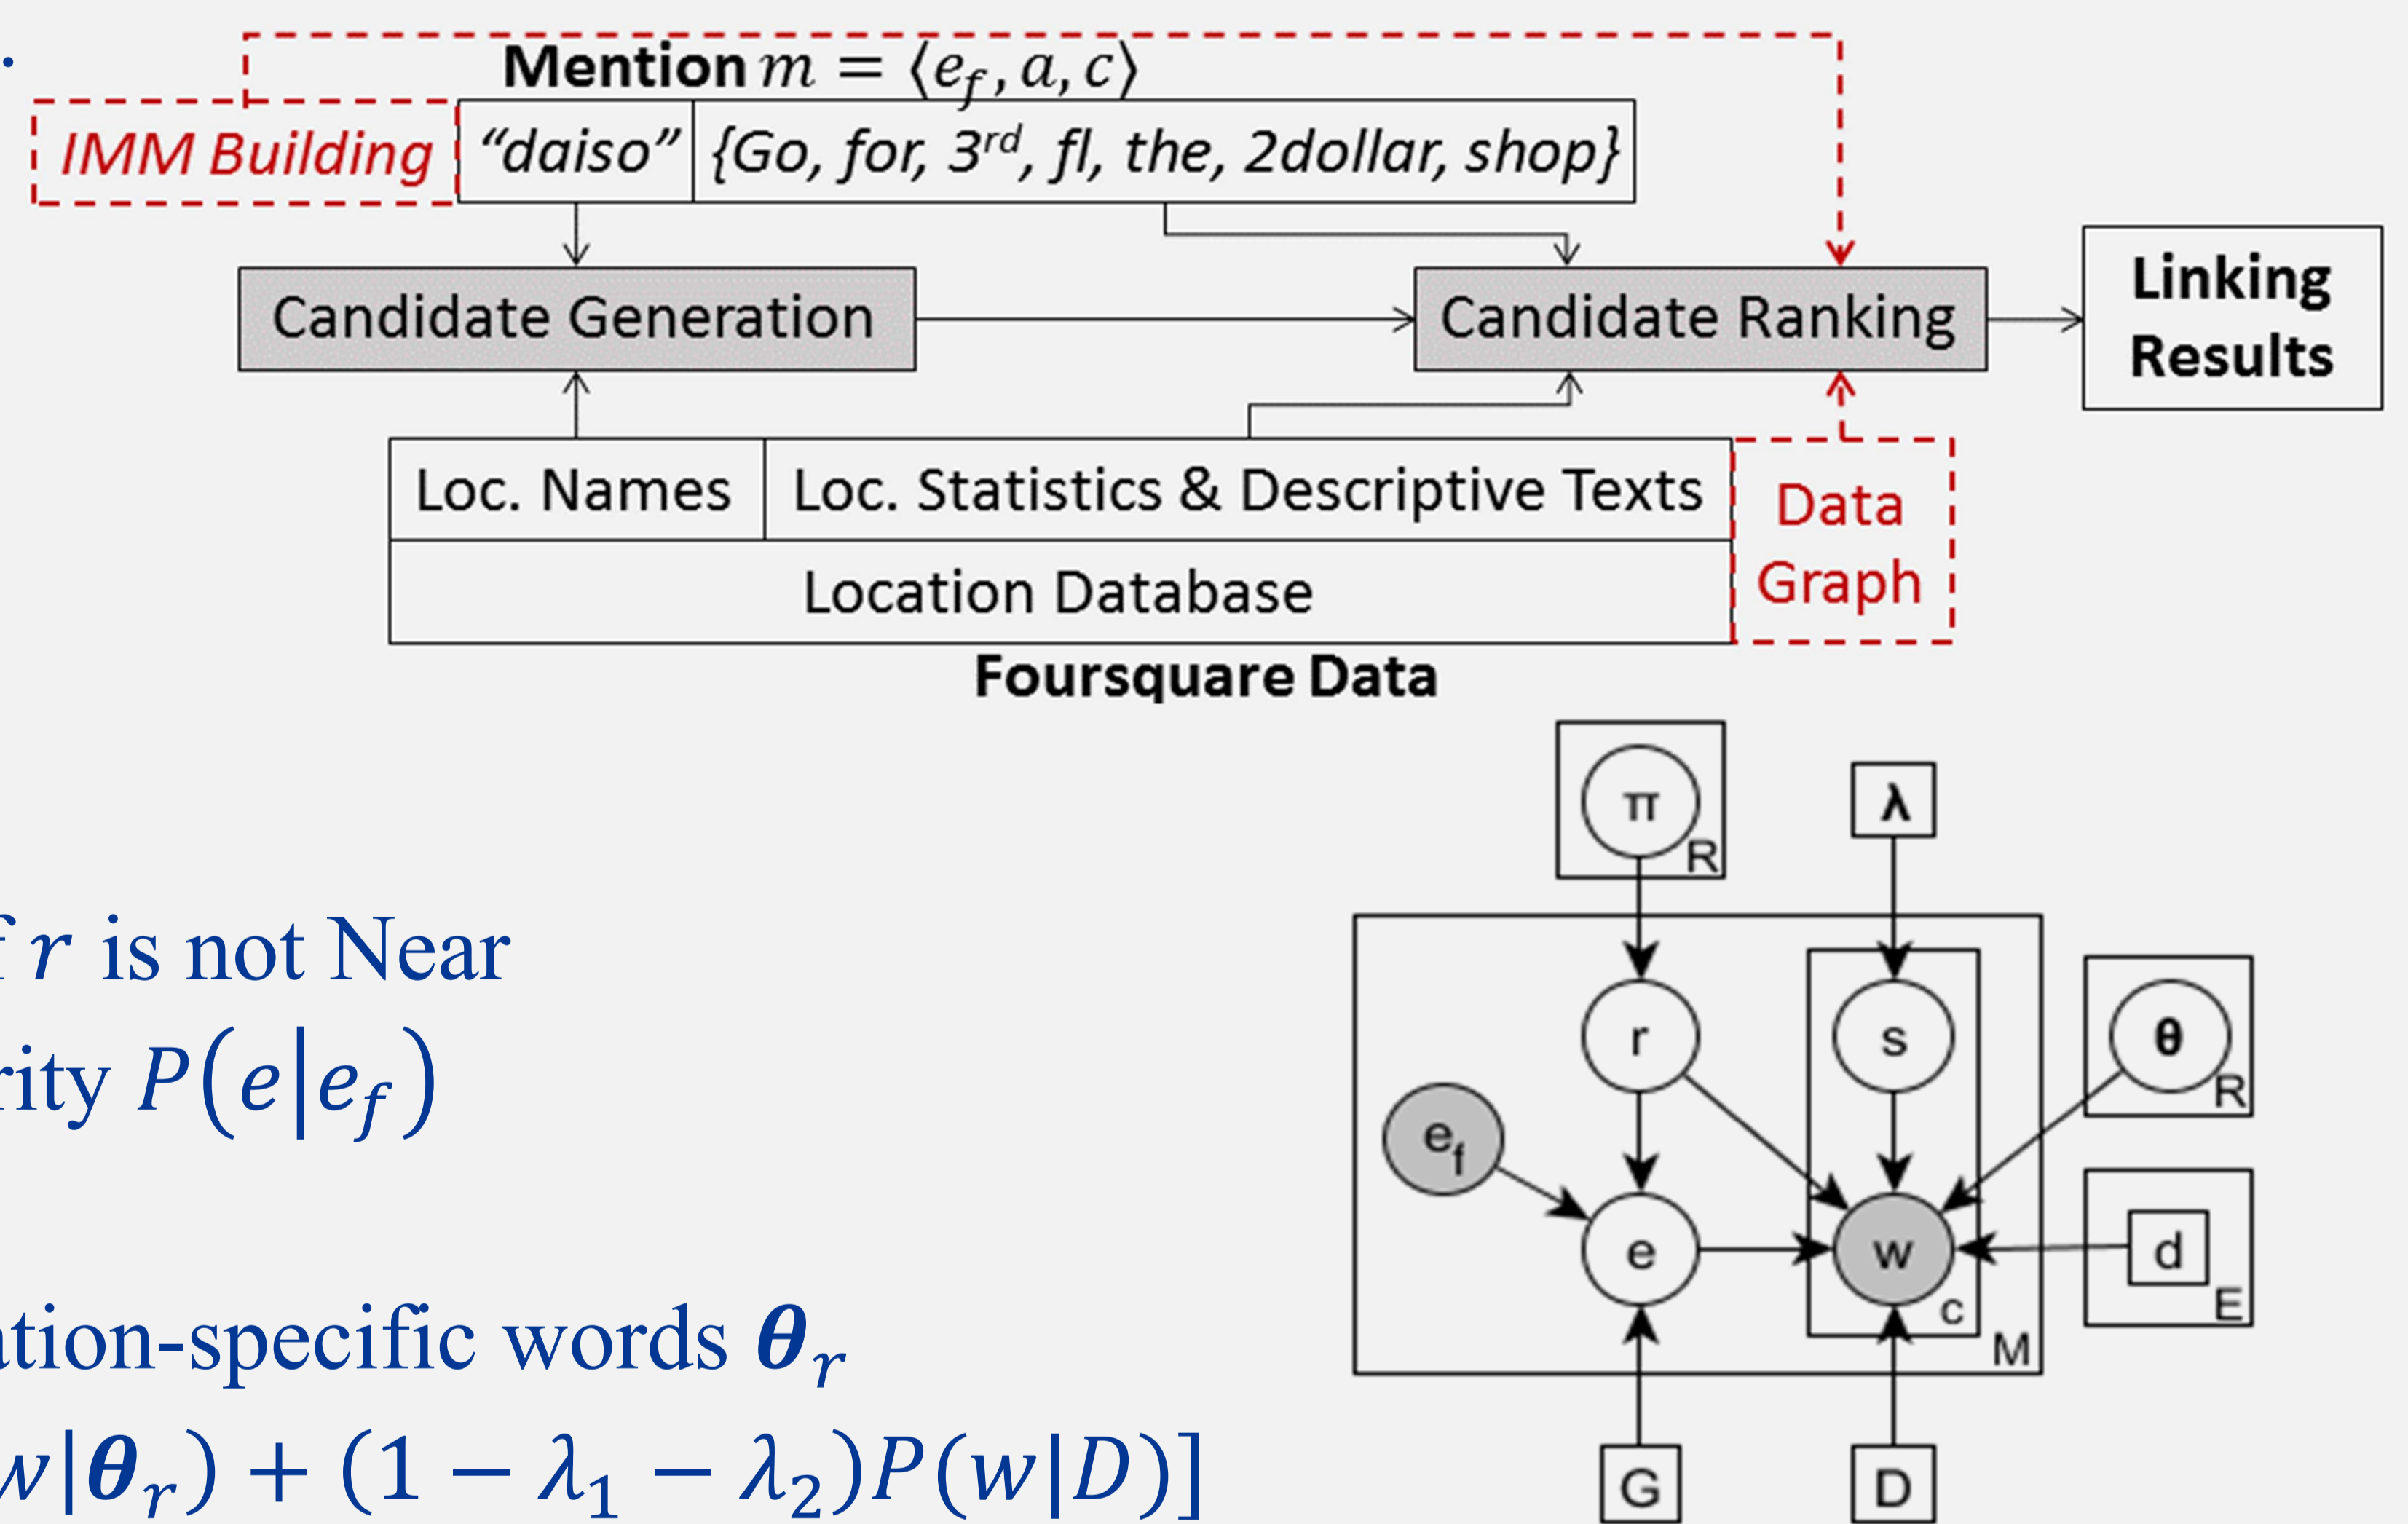 Mention m = ⟨e_f, a, c⟩
IMM Building
“daiso”
{Go, for, 3rd, fl, the, 2dollar, shop}
Candidate Generation
Candidate Ranking
Linking
Results
Loc. Names
Loc. Statistics & Descriptive Texts
Location Database
Data
Graph
Foursquare Data
r is not Near
P(e|e_f)
-specific words θ_r
w|θ_r) + (1 − λ_1 − λ_2)P(w|D)]
π
R
λ
r
s
θ
R
e_f
e
w
c
M
d
E
G
D